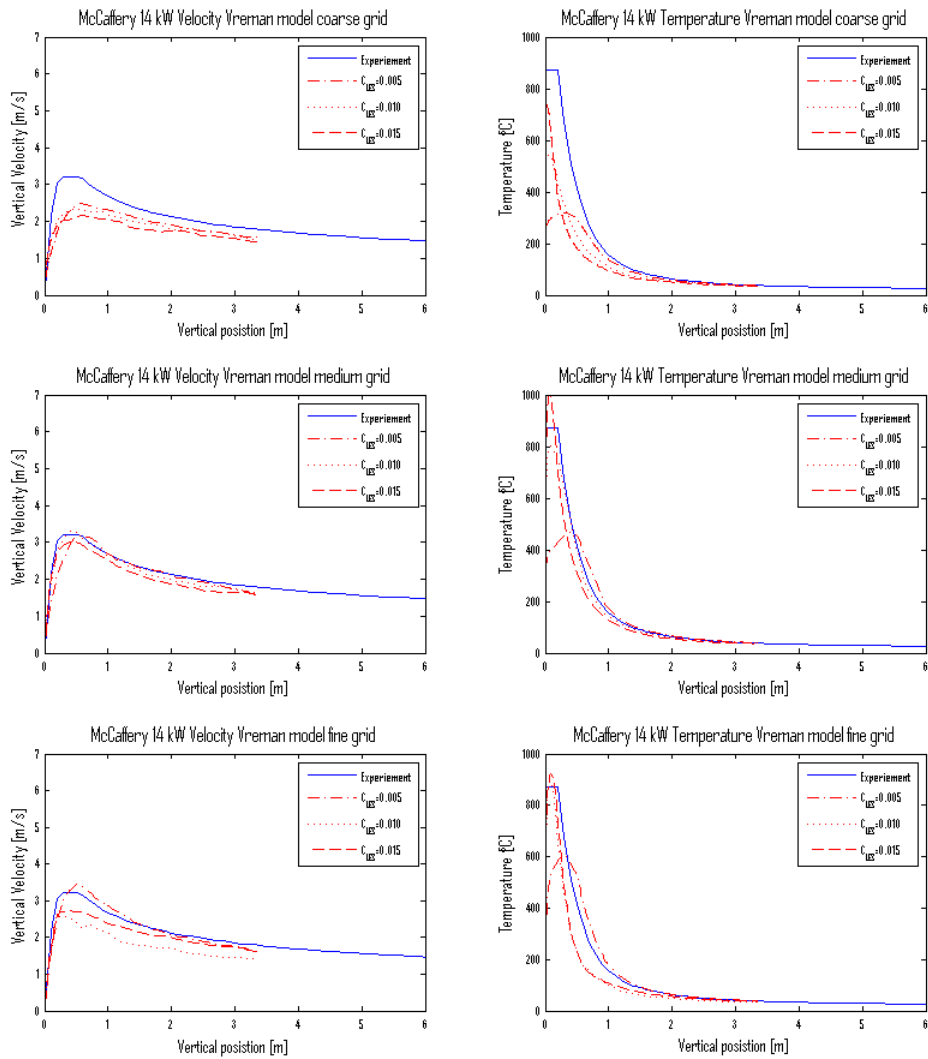 McCaffery 14 kW Velocity Vreman model coarse grid
Vertical Velocity [m/s]
7
6
5
4
3
2
1
0
0 1 2 3 4 5 6
Vertical posistion [m]
Experiement
C_LES=0.005
C_LES=0.010
C_LES=0.015
McCaffery 14 kW Temperature Vreman model coarse grid
Temperature [°C]
1000
800
600
400
200
0
0 1 2 3 4 5 6
Vertical posistion [m]
Experiement
C_LES=0.005
C_LES=0.010
C_LES=0.015
McCaffery 14 kW Velocity Vreman model medium grid
Vertical Velocity [m/s]
7
6
5
4
3
2
1
0
0 1 2 3 4 5 6
Vertical posistion [m]
Experiement
C_LES=0.005
C_LES=0.010
C_LES=0.015
McCaffery 14 kW Temperature Vreman model medium grid
Temperature [°C]
1000
800
600
400
200
0
0 1 2 3 4 5 6
Vertical posistion [m]
Experiement
C_LES=0.005
C_LES=0.010
C_LES=0.015
McCaffery 14 kW Velocity Vreman model fine grid
Vertical Velocity [m/s]
7
6
5
4
3
2
1
0
0 1 2 3 4 5 6
Vertical posistion [m]
Experiement
C_LES=0.005
C_LES=0.010
C_LES=0.015
McCaffery 14 kW Temperature Vreman model fine grid
Temperature [°C]
1000
800
600
400
200
0
0 1 2 3 4 5 6
Vertical posistion [m]
Experiement
C_LES=0.005
C_LES=0.010
C_LES=0.015